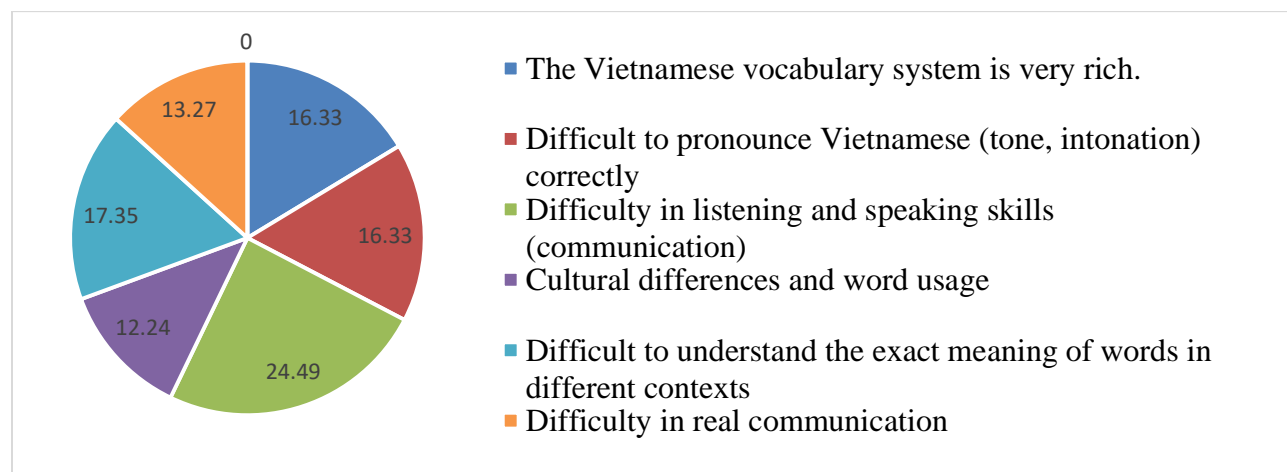 0
13.27
16.33
17.35
16.33
12.24
24.49
The Vietnamese vocabulary system is very rich.
Difficult to pronounce Vietnamese (tone, intonation)
correctly
Difficulty in listening and speaking skills
(communication)
Cultural differences and word usage
Difficult to understand the exact meaning of words in
different contexts
Difficulty in real communication